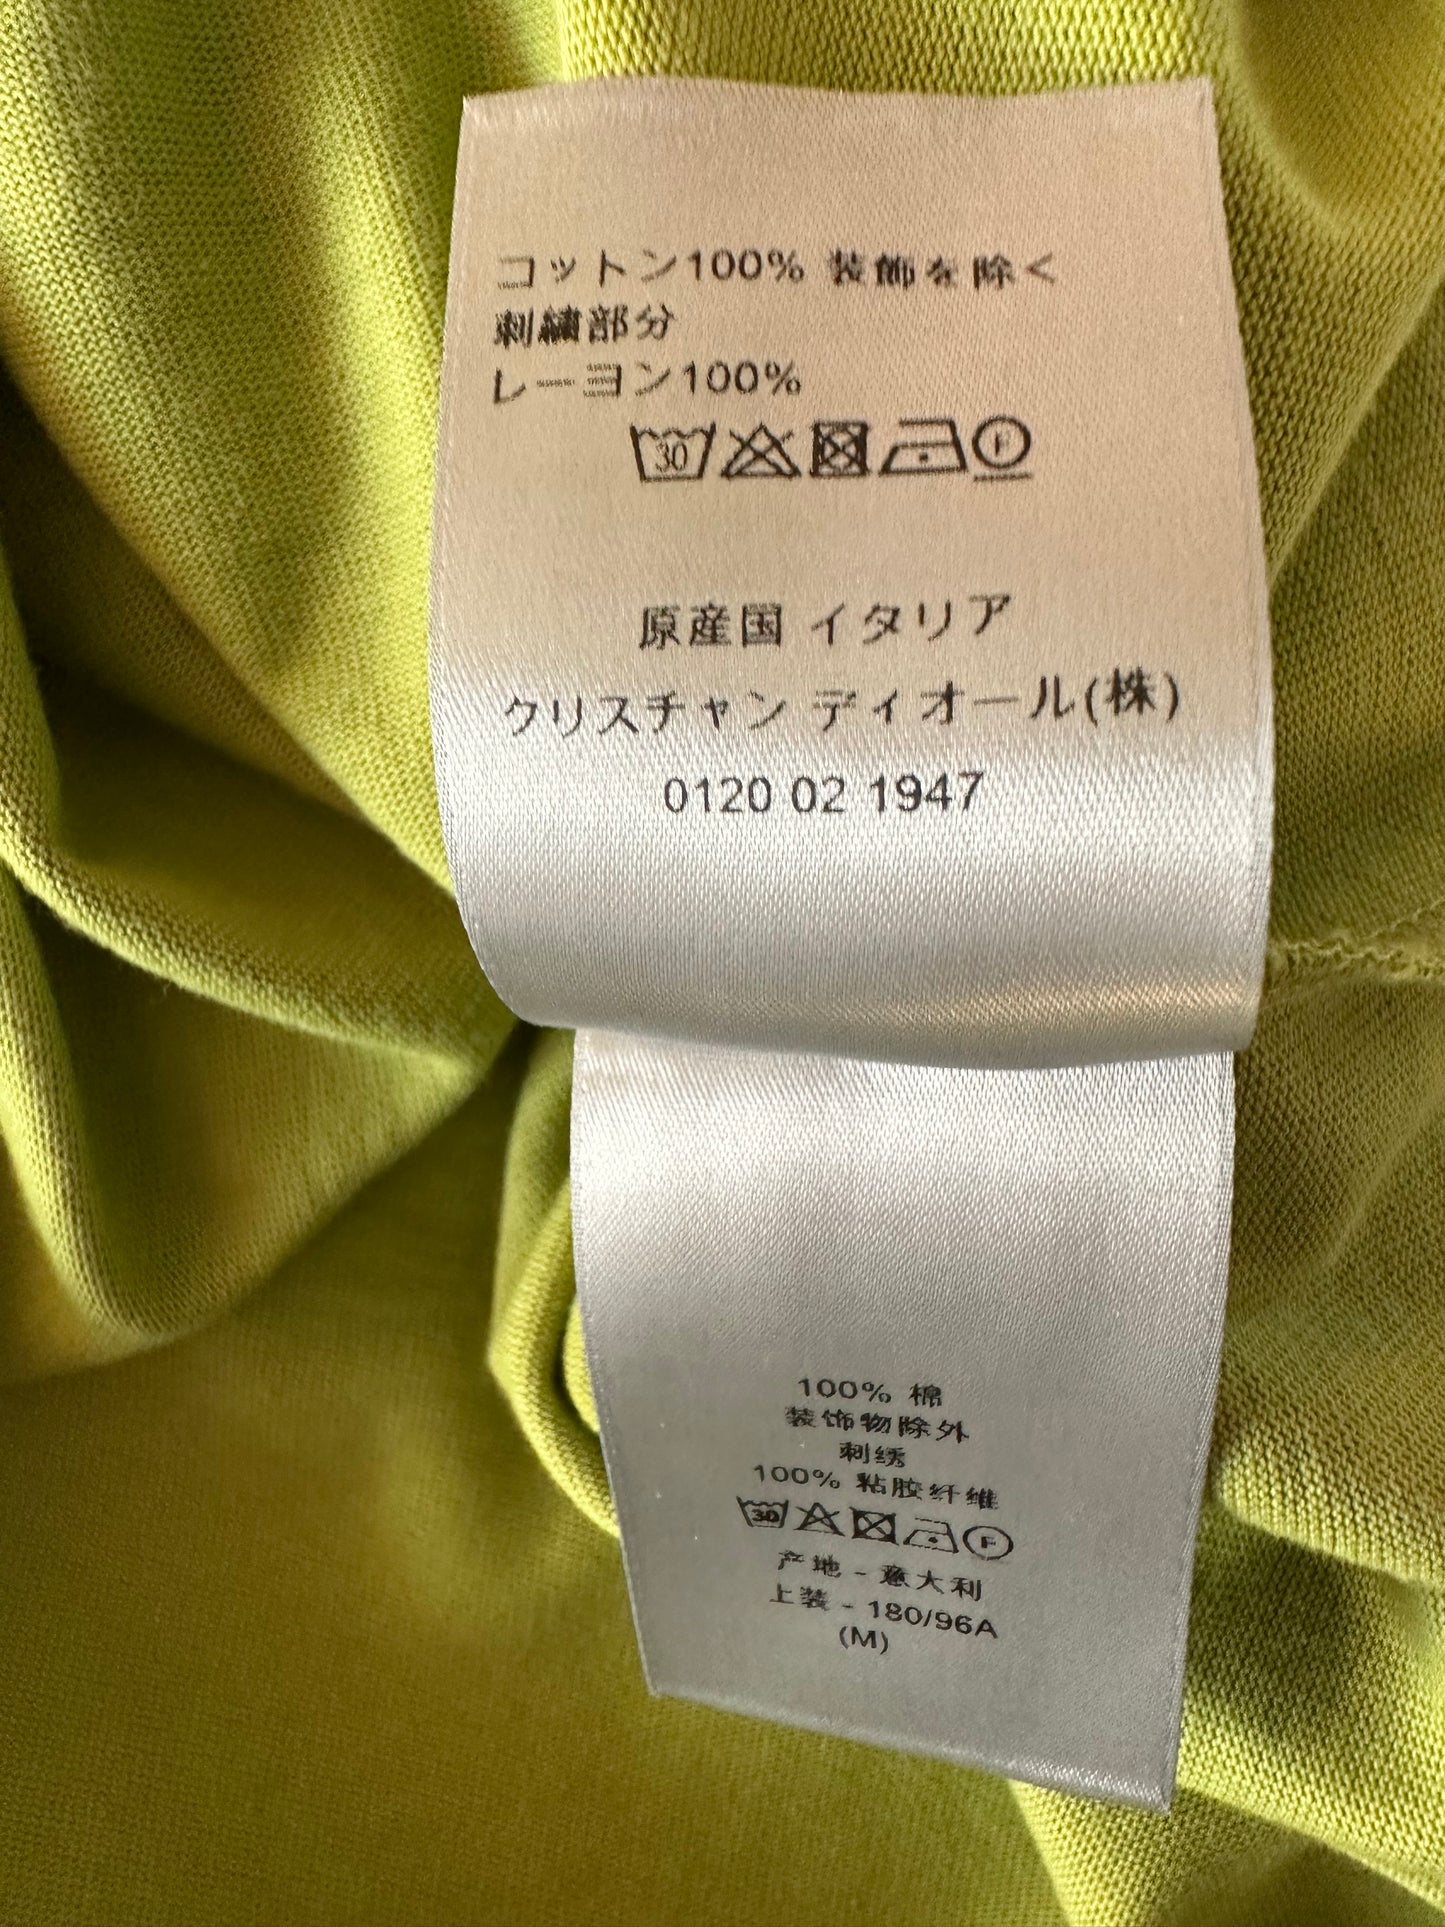 コットン100% 装飾を除く
刺繍部分
レーヨン100%
30
F
原産国 イタリア
クリスチャン ディオール(株)
0120 02 1947
100% 棉
装饰物除外
刺绣
100% 粘胶纤维
30
F
产地 - 意大利
上装 - 180/96A
(M)